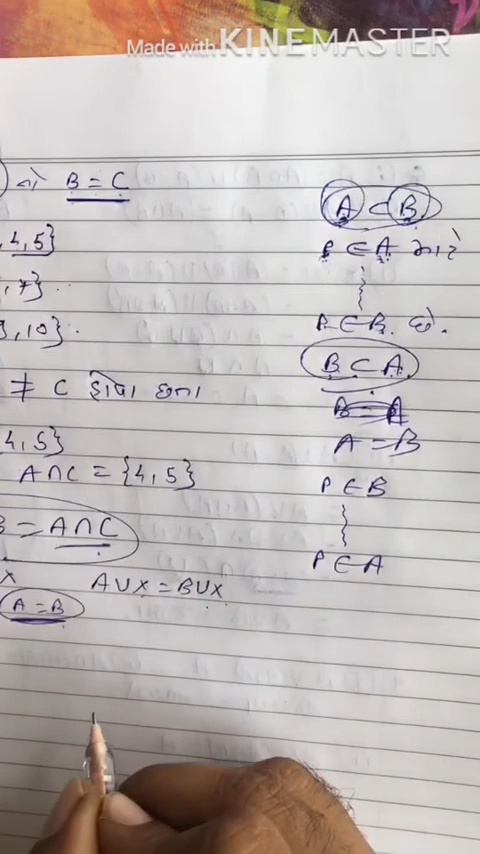 Made with KINEMASTER
તો B = C
4,5}
,7}
,10}
≠ C હોવા છતાં
4,5}
A∩C = {4,5}
= A∩C
X A∪X = B∪X
A = B
A ⊂ B
P ∈ A માટે
P ∈ B. છે.
B ⊂ A
A = B
P ∈ B
P ∈ A